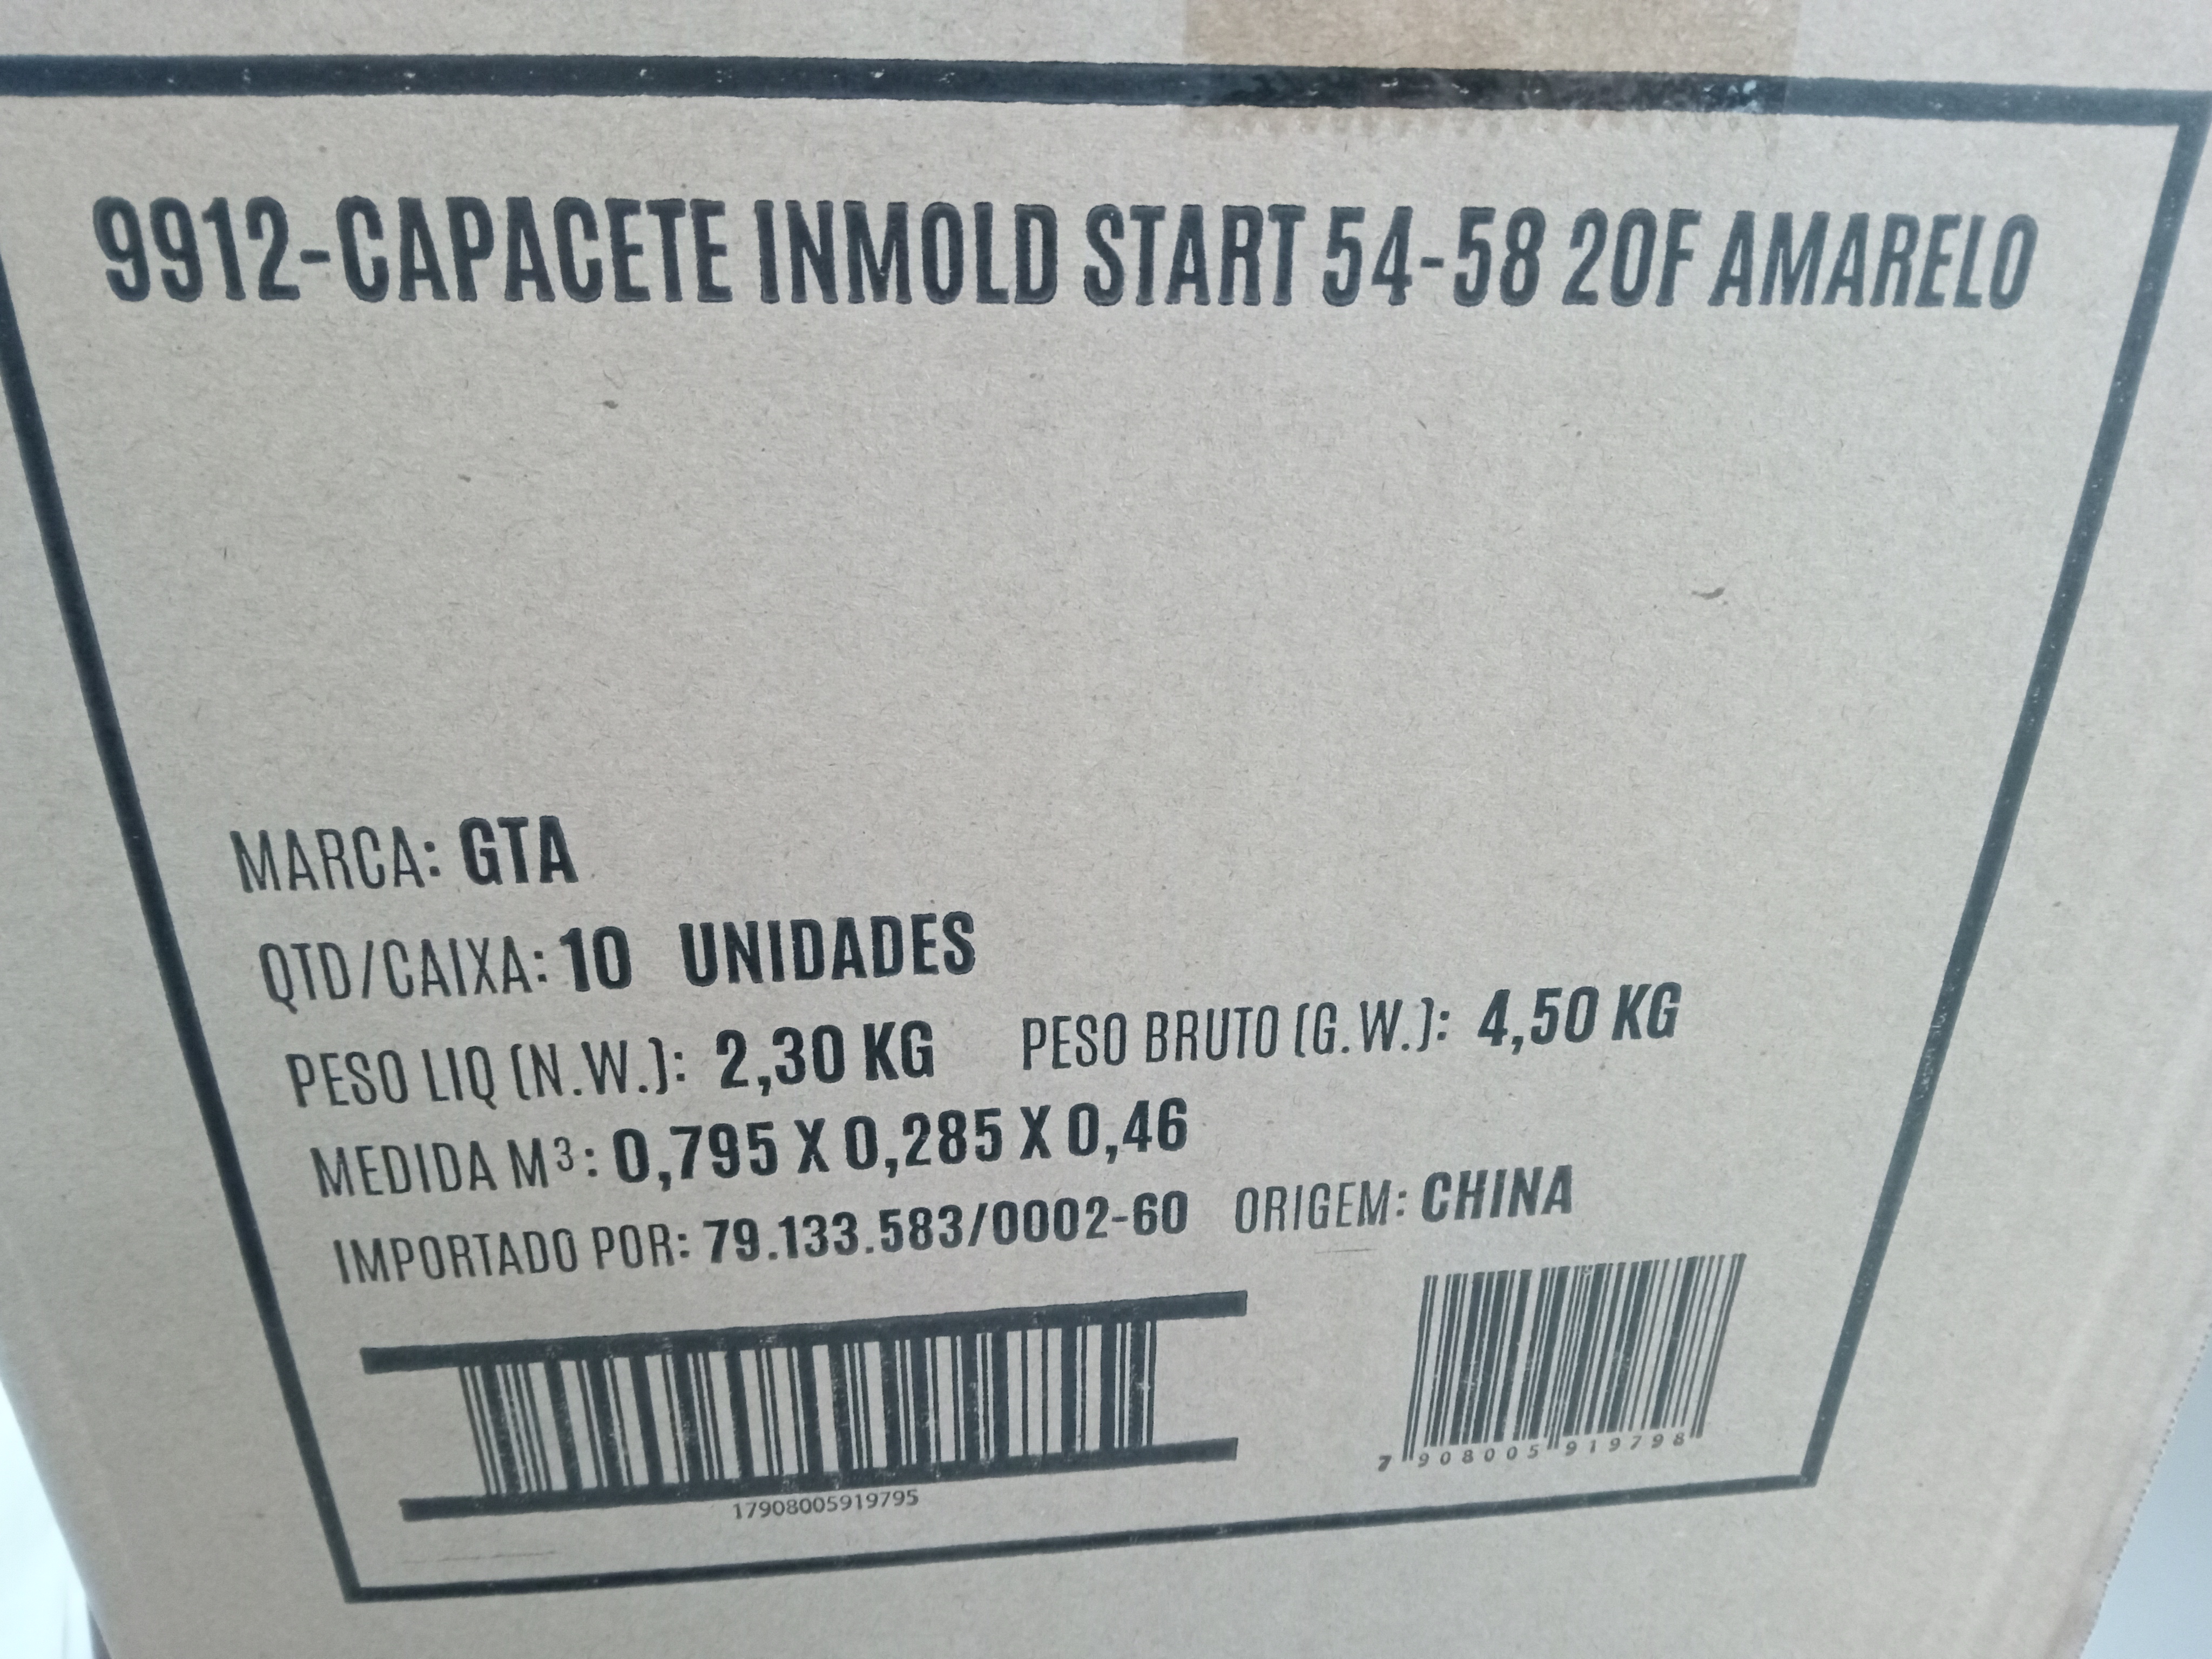 9912-CAPACETE INMOLD START 54-58 20F AMARELO
MARCA: GTA
QTD/CAIXA: 10 UNIDADES
PESO LIQ (N.W.): 2,30 KG PESO BRUTO (G.W.): 4,50 KG
MEDIDA M³: 0,795 X 0,285 X 0,46
IMPORTADO POR: 79.133.583/0002-60 ORIGEM: CHINA
17908005919795
7 908005 919798